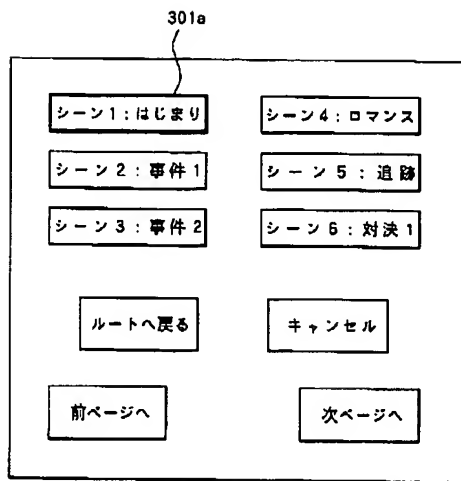 301a
シーン1：はじまり
シーン4：ロマンス
シーン2：事件1
シーン5：追跡
シーン3：事件2
シーン6：対決1
ルートへ戻る
キャンセル
前ページへ
次ページへ